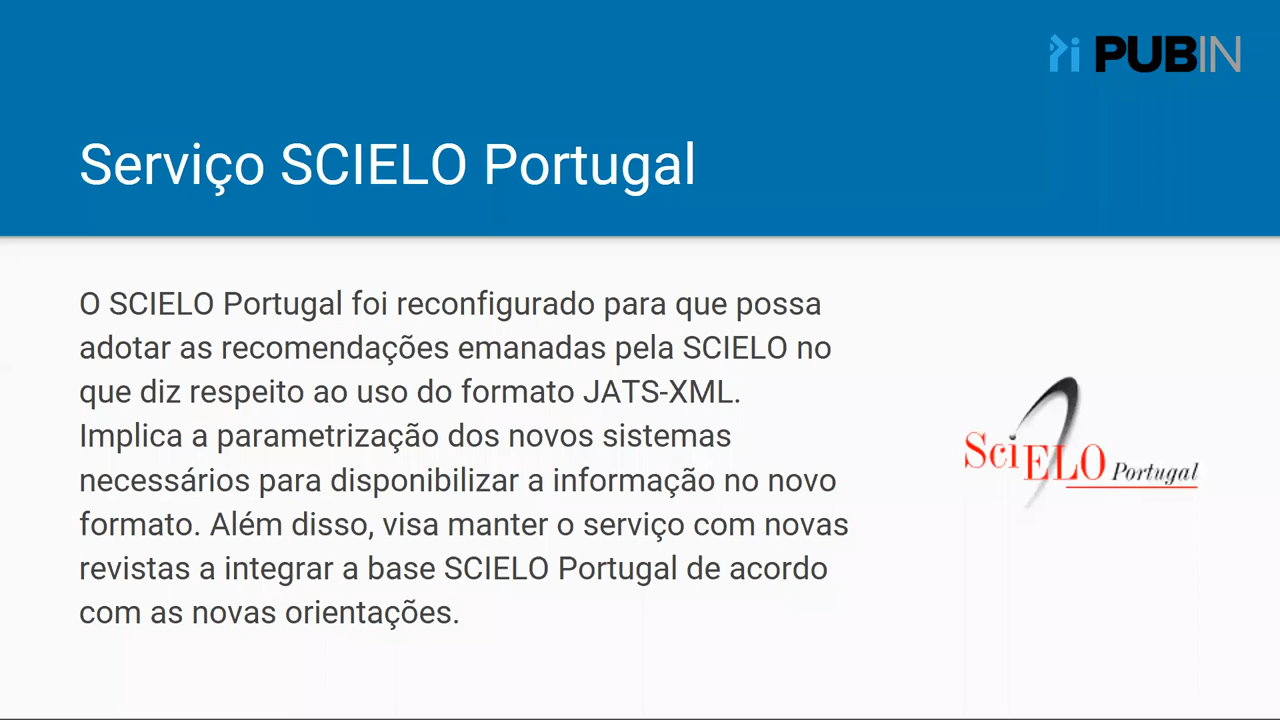 PUBIN
Serviço SCIELO Portugal
O SCIELO Portugal foi reconfigurado para que possa
adotar as recomendações emanadas pela SCIELO no
que diz respeito ao uso do formato JATS-XML.
Implica a parametrização dos novos sistemas
necessários para disponibilizar a informação no novo
formato. Além disso, visa manter o serviço com novas
revistas a integrar a base SCIELO Portugal de acordo
com as novas orientações.
SciELO Portugal